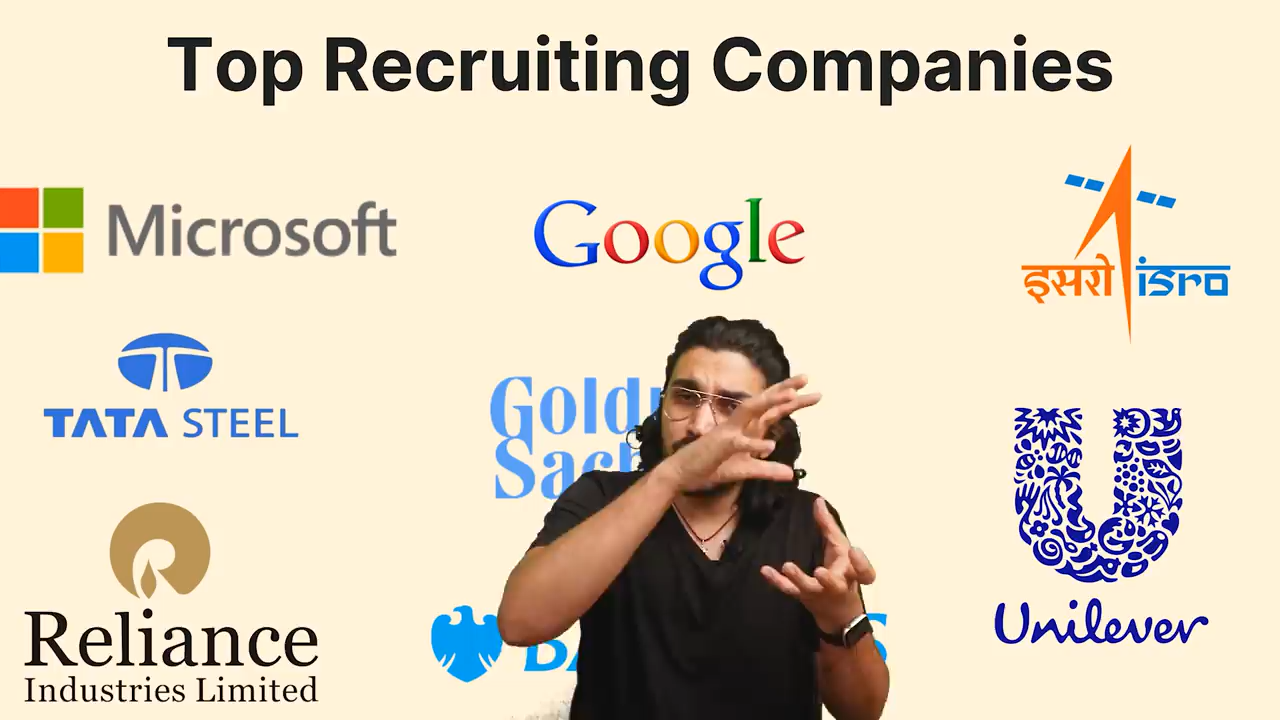 Top Recruiting Companies
Microsoft
Google
इसरो isro
TATA STEEL
Unilever
Reliance
Industries Limited